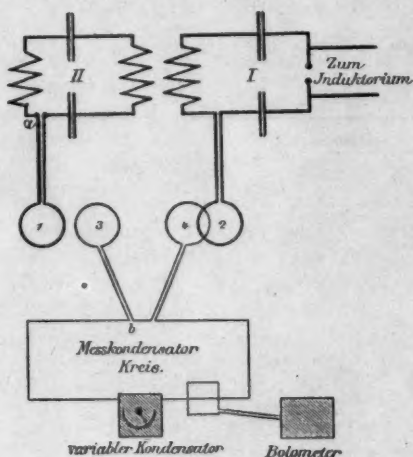 II
I
Zum
Induktorium
a
1
3
4
2
b
Messkondensator
Kreis.
variabler Kondensator
Bolometer